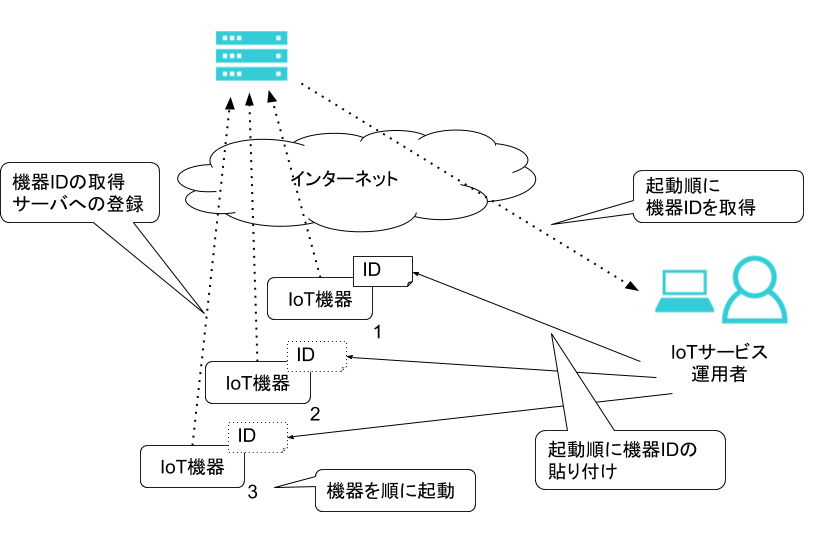 機器IDの取得
サーバへの登録
インターネット
起動順に
機器IDを取得
ID
IoT機器
1
IoTサービス
運用者
ID
IoT機器
2
ID
IoT機器
3
起動順に機器IDの
貼り付け
機器を順に起動